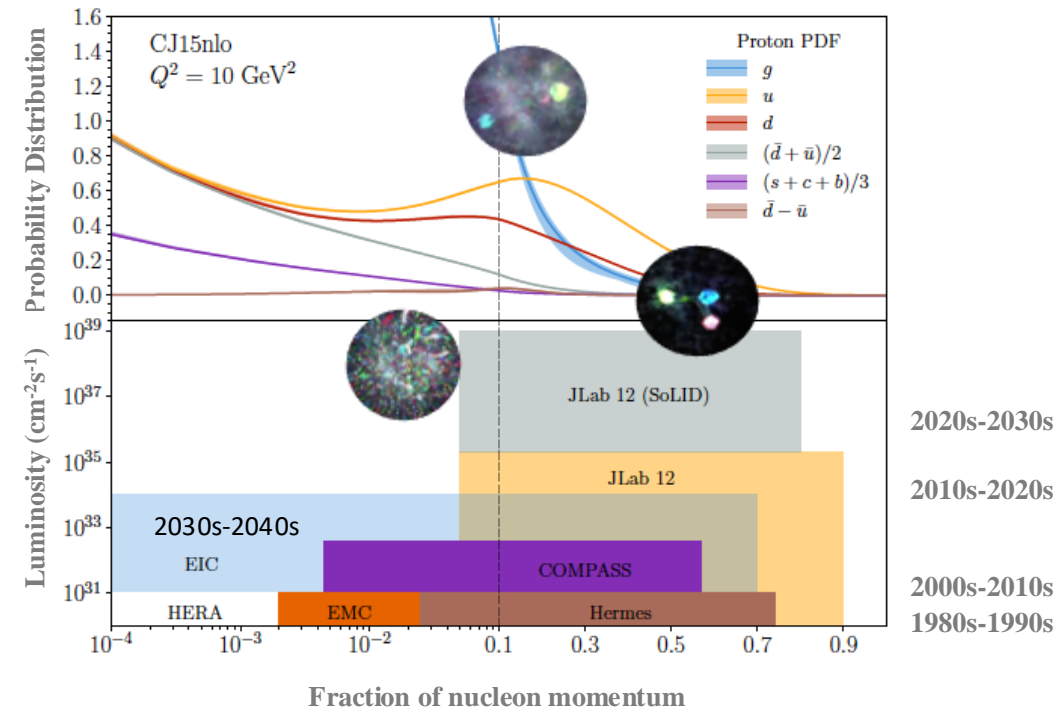 Probability Distribution
1.6
1.4
1.2
1.0
0.8
0.6
0.4
0.2
0.0
CJ15nlo
Q² = 10 GeV²
Proton PDF
g
u
d
(d̄ + ū)/2
(s + c + b)/3
d̄ − ū
Luminosity (cm⁻²s⁻¹)
10³⁹
10³⁷
10³⁵
10³³
10³¹
JLab 12 (SoLID)
JLab 12
2030s-2040s
EIC
COMPASS
HERA
EMC
Hermes
2020s-2030s
2010s-2020s
2000s-2010s
1980s-1990s
10⁻⁴
10⁻³
10⁻²
0.1
0.3
0.5
0.7
0.9
Fraction of nucleon momentum